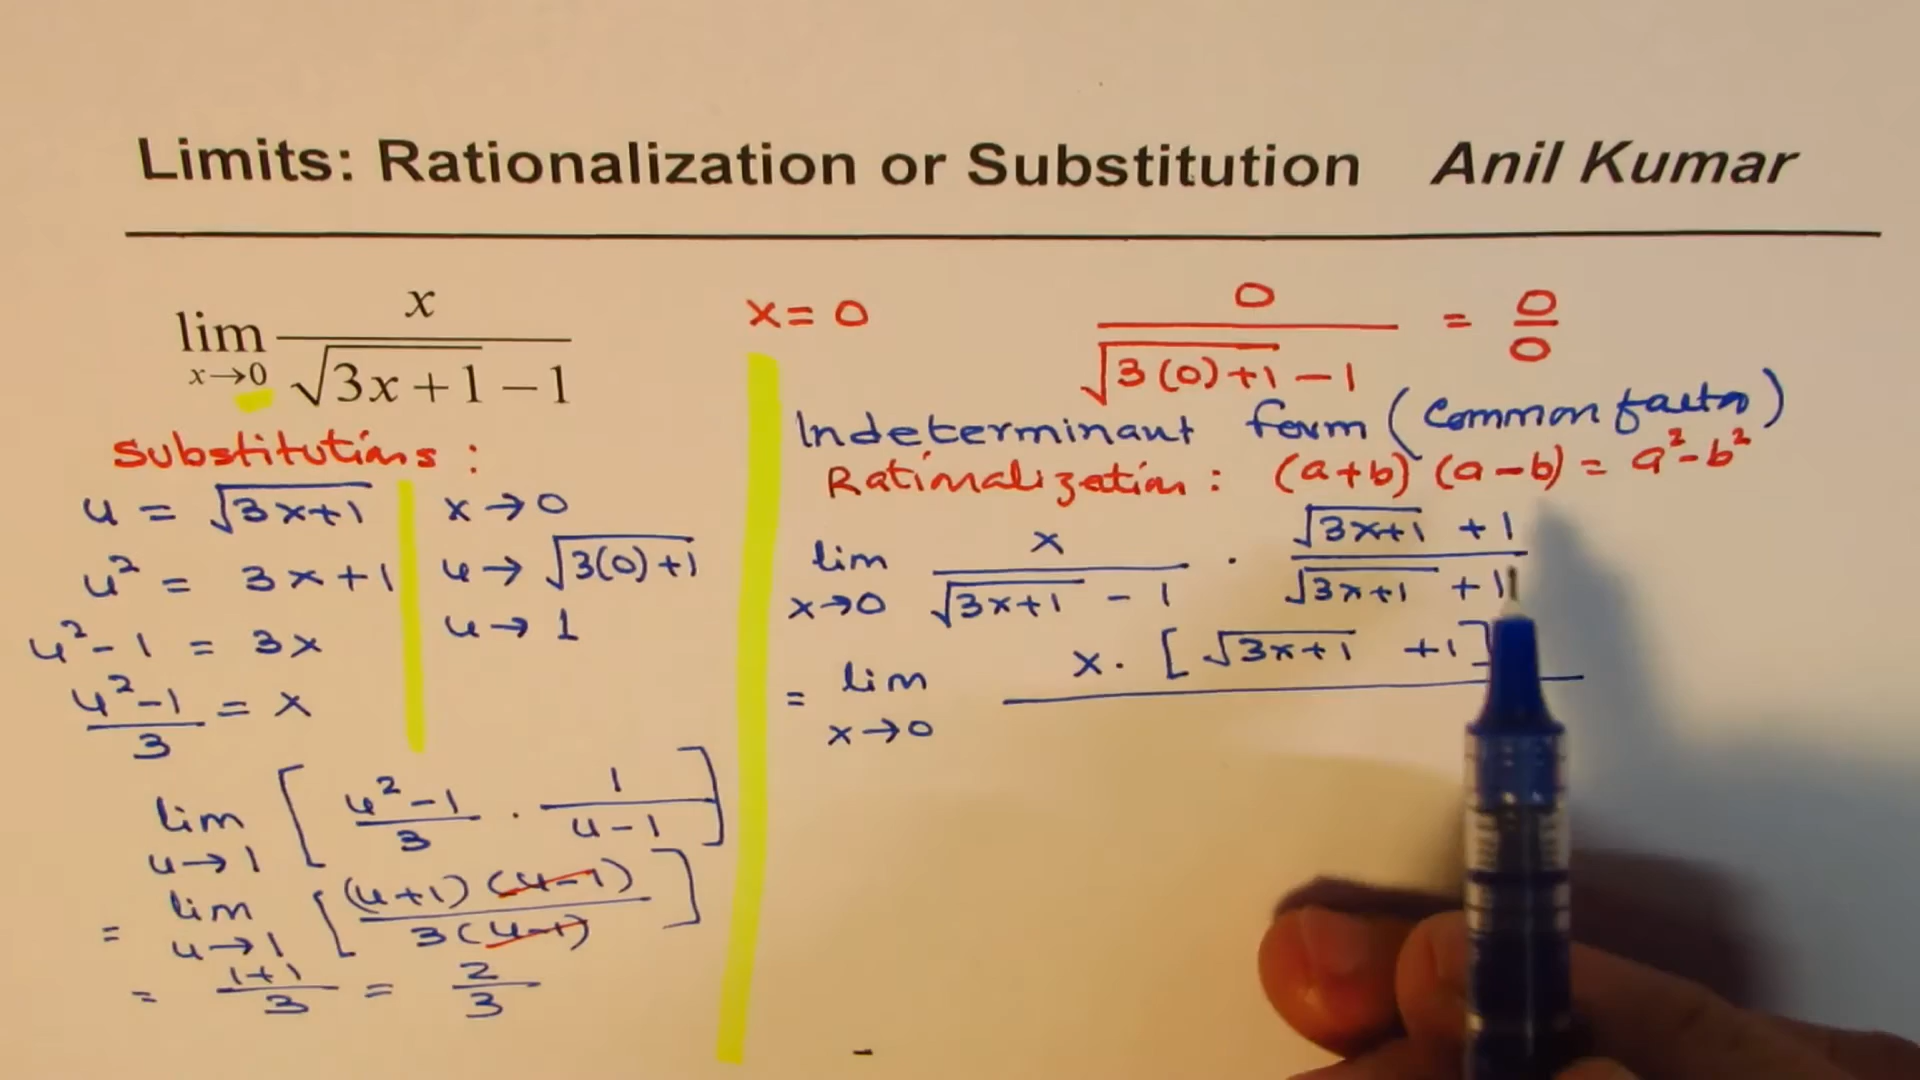 Limits: Rationalization or Substitution Anil Kumar
lim x→0 x / (√(3x+1) − 1)
x = 0
0 / (√(3(0)+1) − 1) = 0/0
Substitutions:
u = √(3x+1)
u² = 3x+1
u²−1 = 3x
(u²−1)/3 = x
x→0
u→ √(3(0)+1)
u→ 1
lim u→1 [ (u²−1)/3 · 1/(u−1) ]
= lim u→1 [ (u+1)(u−1) / 3(u−1) ]
= (1+1)/3 = 2/3
Indeterminant form (Common factor)
Rationalization: (a+b) (a−b) = a²−b²
lim x→0 x / (√(3x+1) − 1) · (√(3x+1) + 1) / (√(3x+1) + 1)
= lim x→0 x· [√(3x+1) +1]